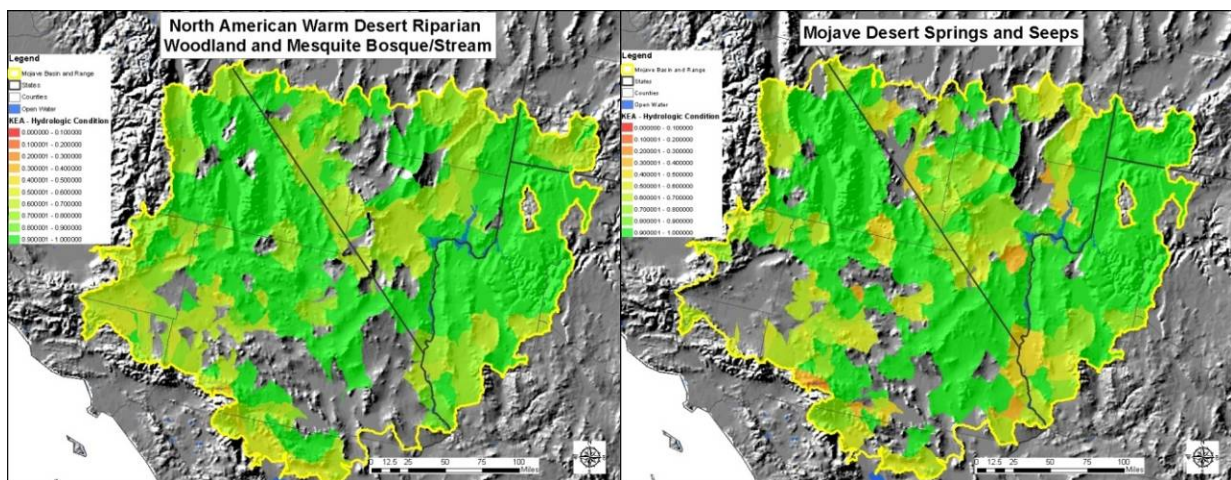 North American Warm Desert Riparian
Woodland and Mesquite Bosque/Stream
Legend
Mojave Basin and Range
States
Counties
Open Water
KEA - Hydrologic Condition
0.000000 - 0.100000
0.100001 - 0.200000
0.200001 - 0.300000
0.300001 - 0.400000
0.400001 - 0.500000
0.500001 - 0.600000
0.600001 - 0.700000
0.700001 - 0.800000
0.800001 - 0.900000
0.900001 - 1.000000
0 12.5 25 50 75 100
Miles
Mojave Desert Springs and Seeps
Legend
Mojave Basin and Range
States
Counties
Open Water
KEA - Hydrologic Condition
0.000000 - 0.100000
0.100001 - 0.200000
0.200001 - 0.300000
0.300001 - 0.400000
0.400001 - 0.500000
0.500001 - 0.600000
0.600001 - 0.700000
0.700001 - 0.800000
0.800001 - 0.900000
0.900001 - 1.000000
0 12.5 25 50 75 100
Miles